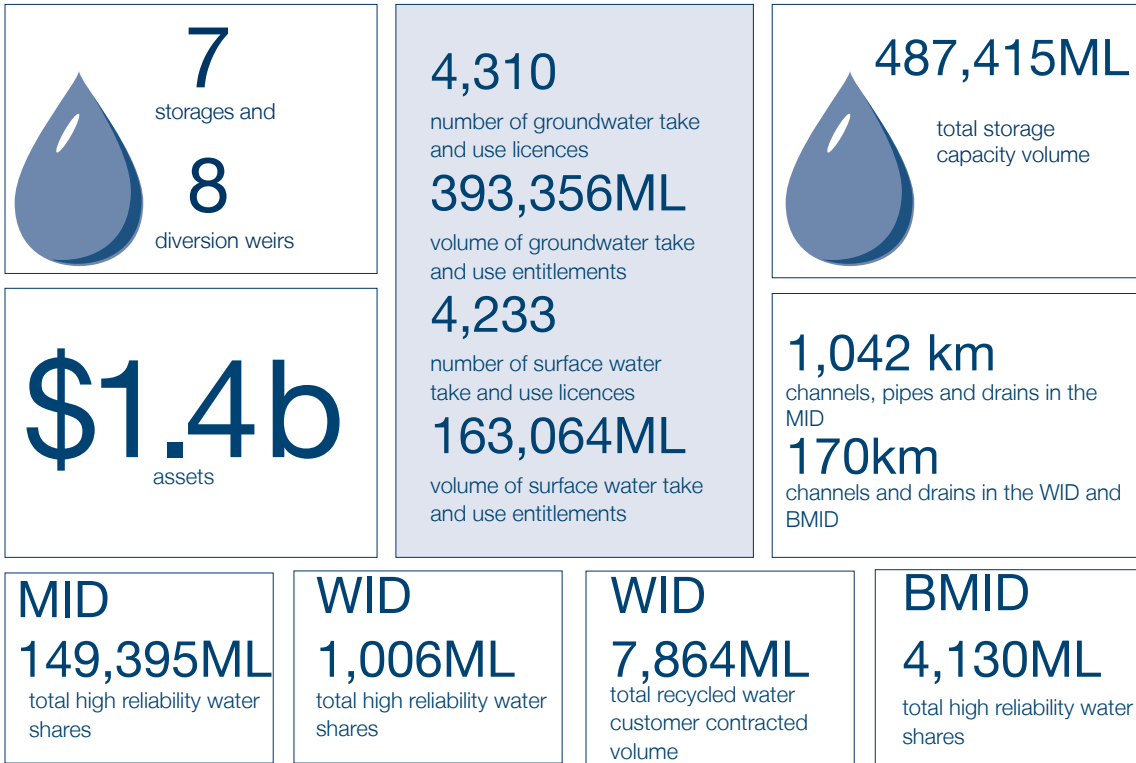 7
storages and
8
diversion weirs
4,310
number of groundwater take
and use licences
393,356ML
volume of groundwater take
and use entitlements
4,233
number of surface water
take and use licences
163,064ML
volume of surface water take
and use entitlements
487,415ML
total storage
capacity volume
$1.4b
assets
1,042 km
channels, pipes and drains in the
MID
170km
channels and drains in the WID and
BMID
MID
149,395ML
total high reliability water
shares
WID
1,006ML
total high reliability water
shares
WID
7,864ML
total recycled water
customer contracted
volume
BMID
4,130ML
total high reliability water
shares